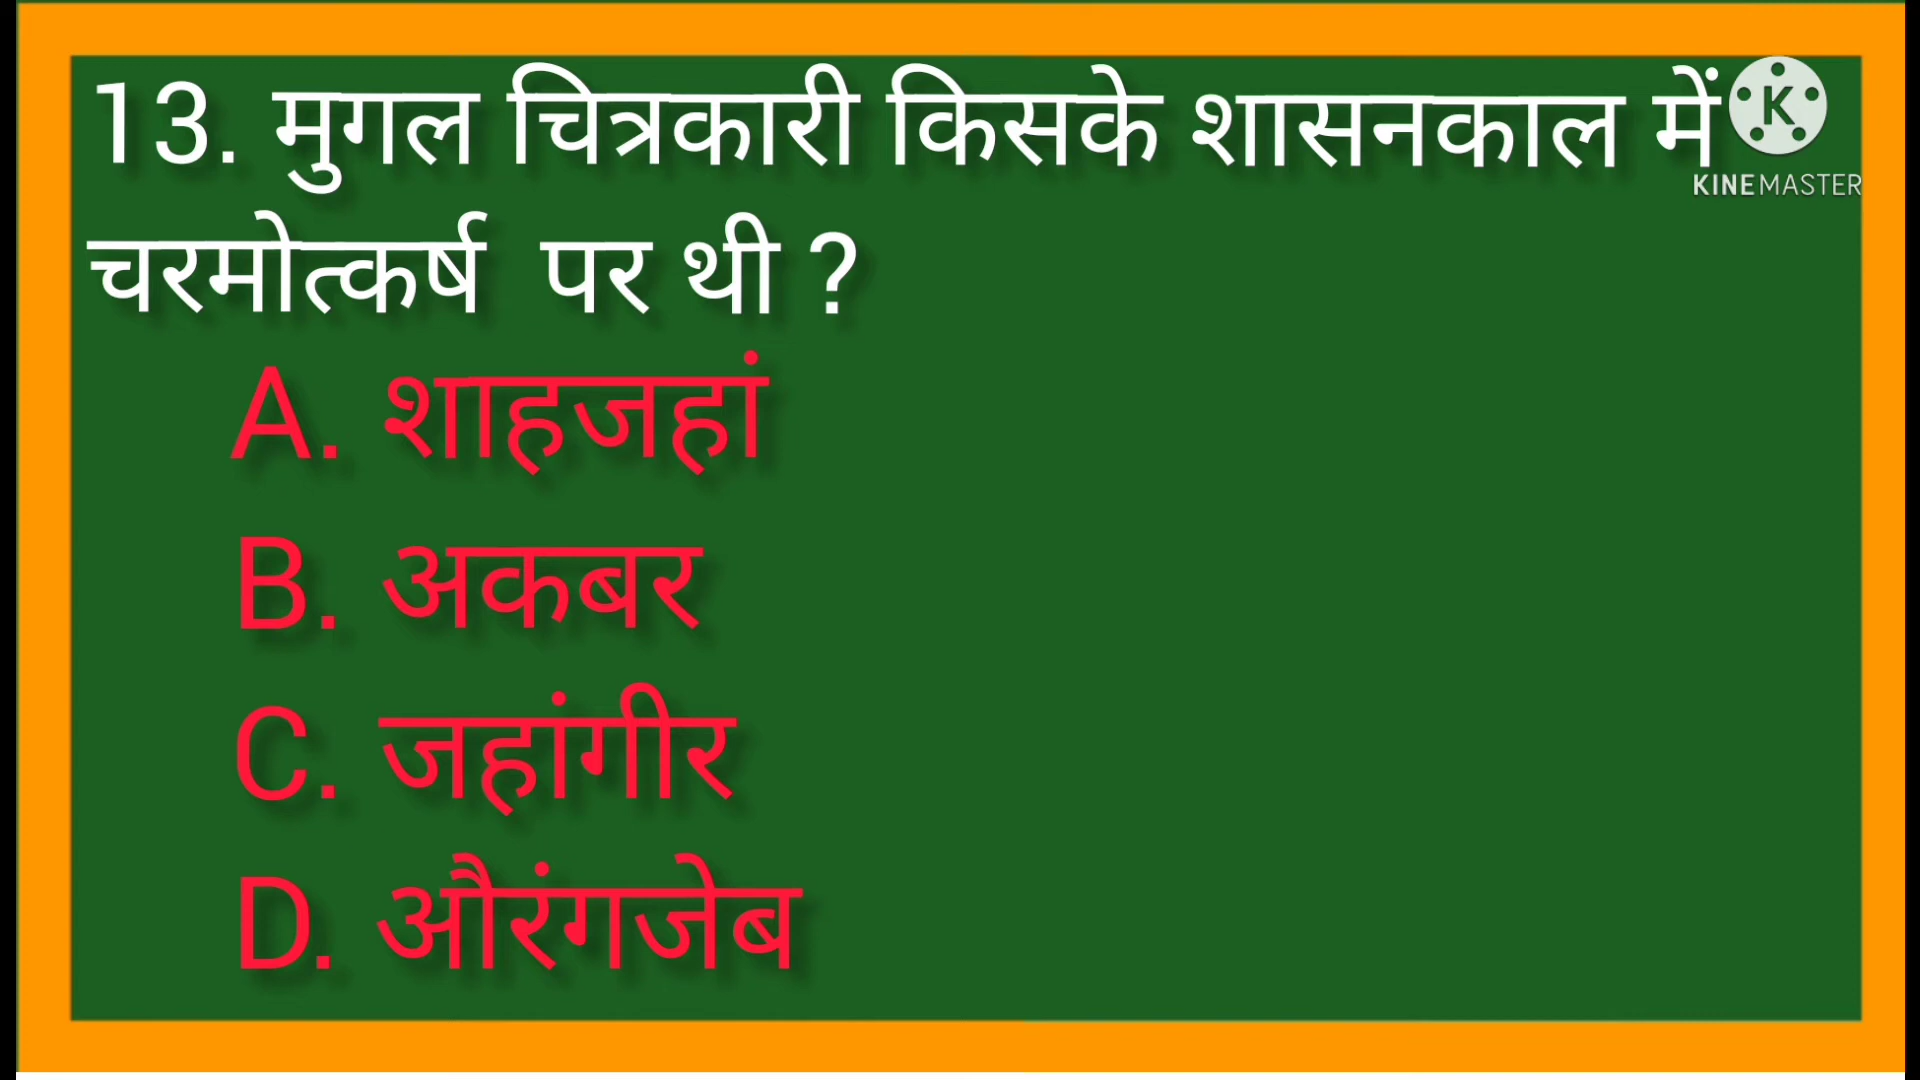 13. मुगल चित्रकारी किसके शासनकाल में
चरमोत्कर्ष पर थी ?
A. शाहजहां
B. अकबर
C. जहांगीर
D. औरंगजेब
K
KINEMASTER